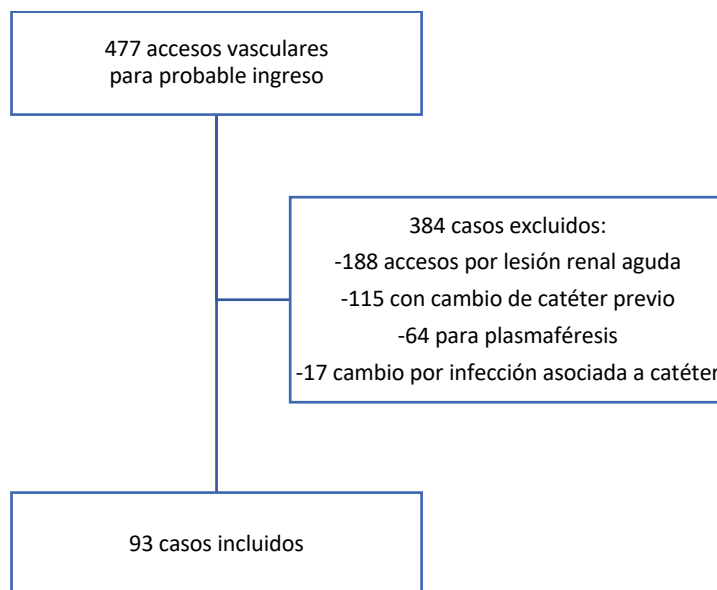 477 accesos vasculares
para probable ingreso
384 casos excluidos:
-188 accesos por lesión renal aguda
-115 con cambio de catéter previo
-64 para plasmaféresis
-17 cambio por infección asociada a catéter
93 casos incluidos